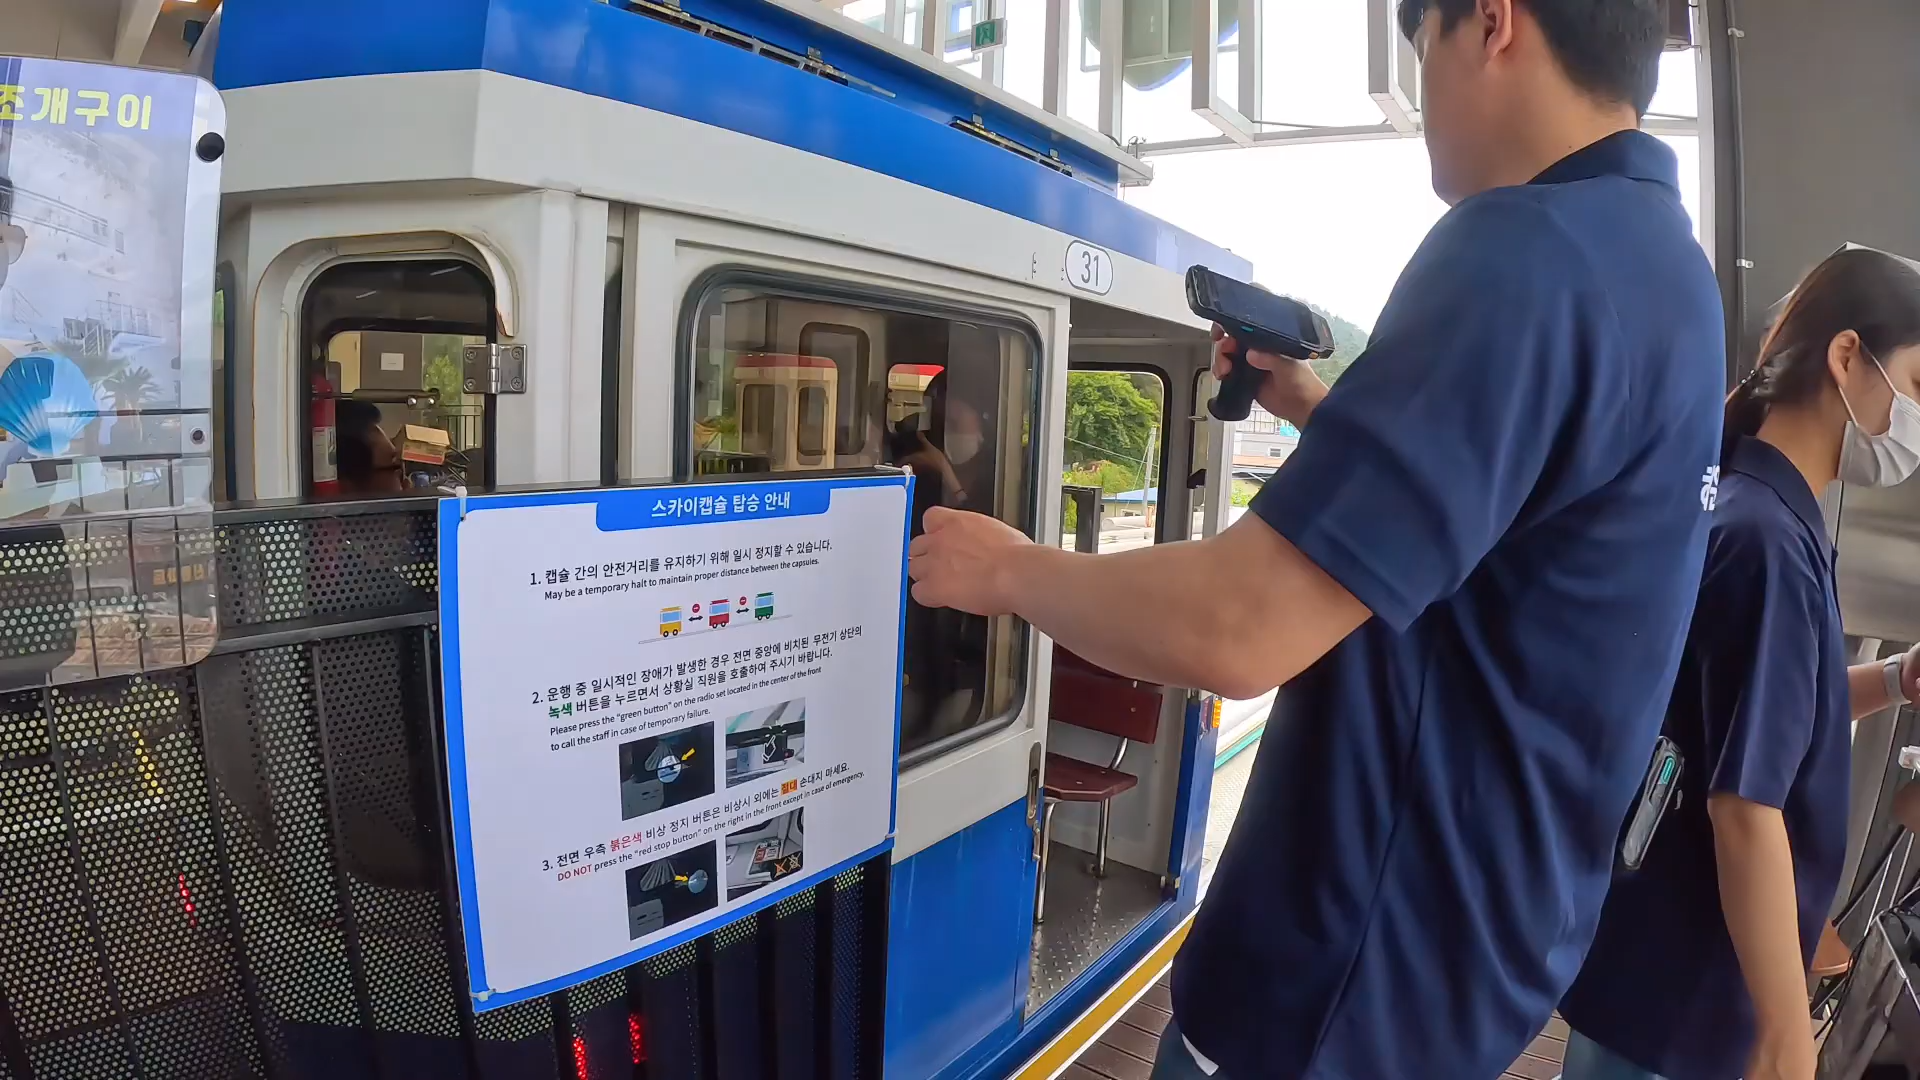 조개구이
31
스카이캡슐 탑승 안내
1. 캡슐 간의 안전거리를 유지하기 위해 일시 정지할 수 있습니다.
May be a temporary halt to maintain proper distance between the capsules.
2. 운행 중 일시적인 장애가 발생한 경우 전면 중앙에 비치된 무전기 상단의
녹색 버튼을 누르면서 상황실 직원을 호출하여 주시기 바랍니다.
Please press the "green button" on the radio set located in the center of the front
to call the staff in case of temporary failure.
3. 전면 우측 붉은색 비상 정지 버튼은 비상시 외에는 절대 손대지 마세요.
DO NOT press the "red stop button" on the right in the front except in case of emergency.